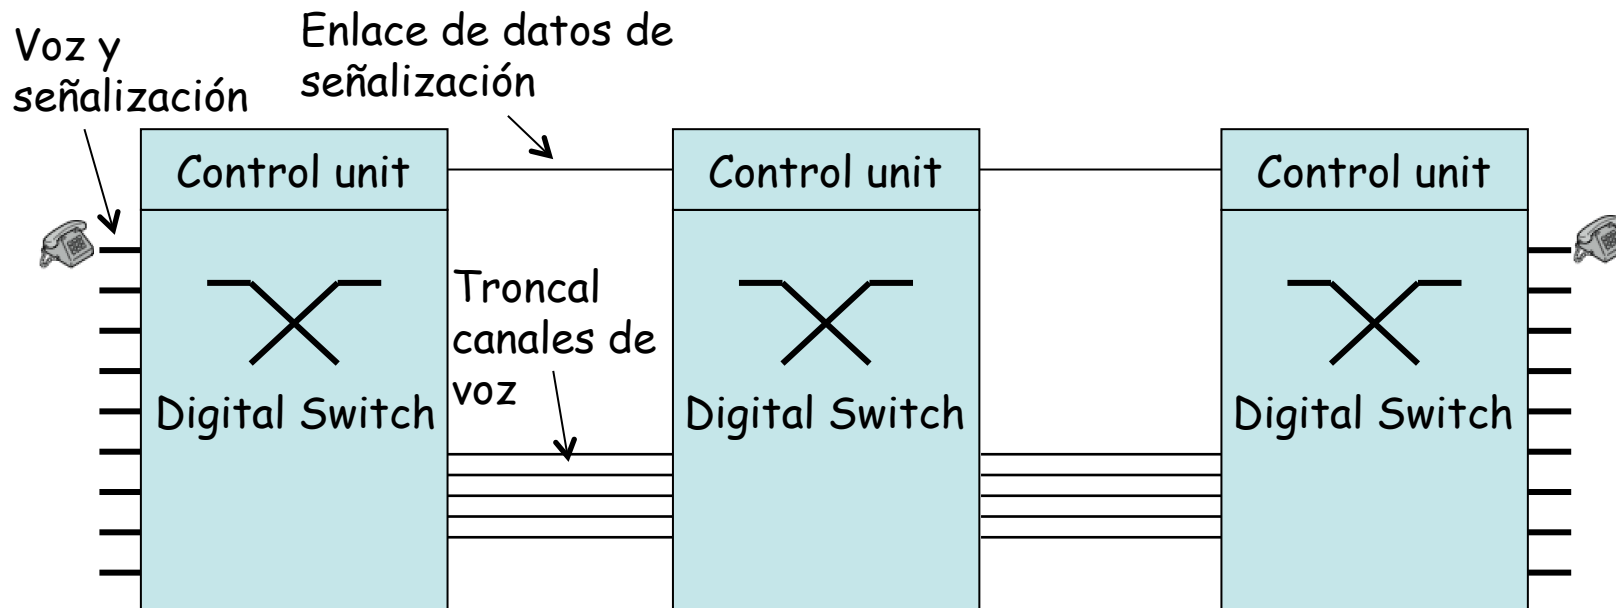 Voz y
señalización
Enlace de datos de
señalización
Control unit
Control unit
Control unit
Troncal
canales de
voz
Digital Switch
Digital Switch
Digital Switch